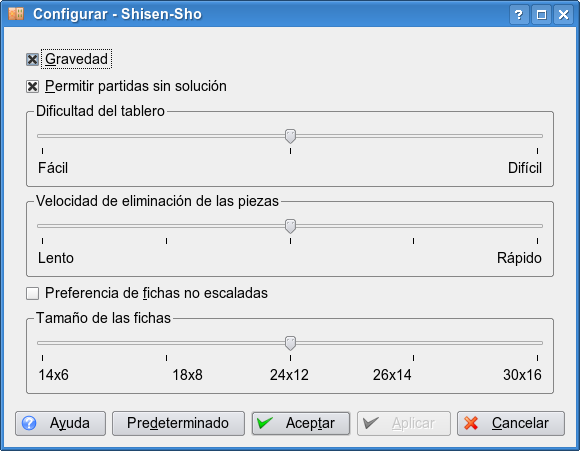 Configurar - Shisen-Sho
Gravedad
Permitir partidas sin solución
Dificultad del tablero
Fácil Difícil
Velocidad de eliminación de las piezas
Lento Rápido
Preferencia de fichas no escaladas
Tamaño de las fichas
14x6 18x8 24x12 26x14 30x16
Ayuda Predeterminado Aceptar Aplicar Cancelar